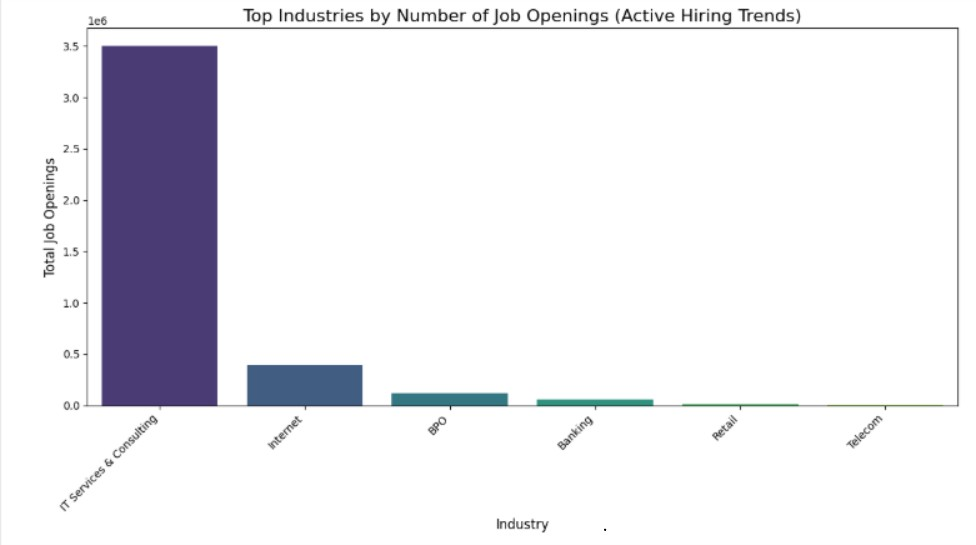 Top Industries by Number of Job Openings (Active Hiring Trends)
1e6
3.5
3.0
2.5
2.0
1.5
1.0
0.5
0.0
Total Job Openings
IT Services & Consulting
Internet
BPO
Banking
Retail
Telecom
Industry